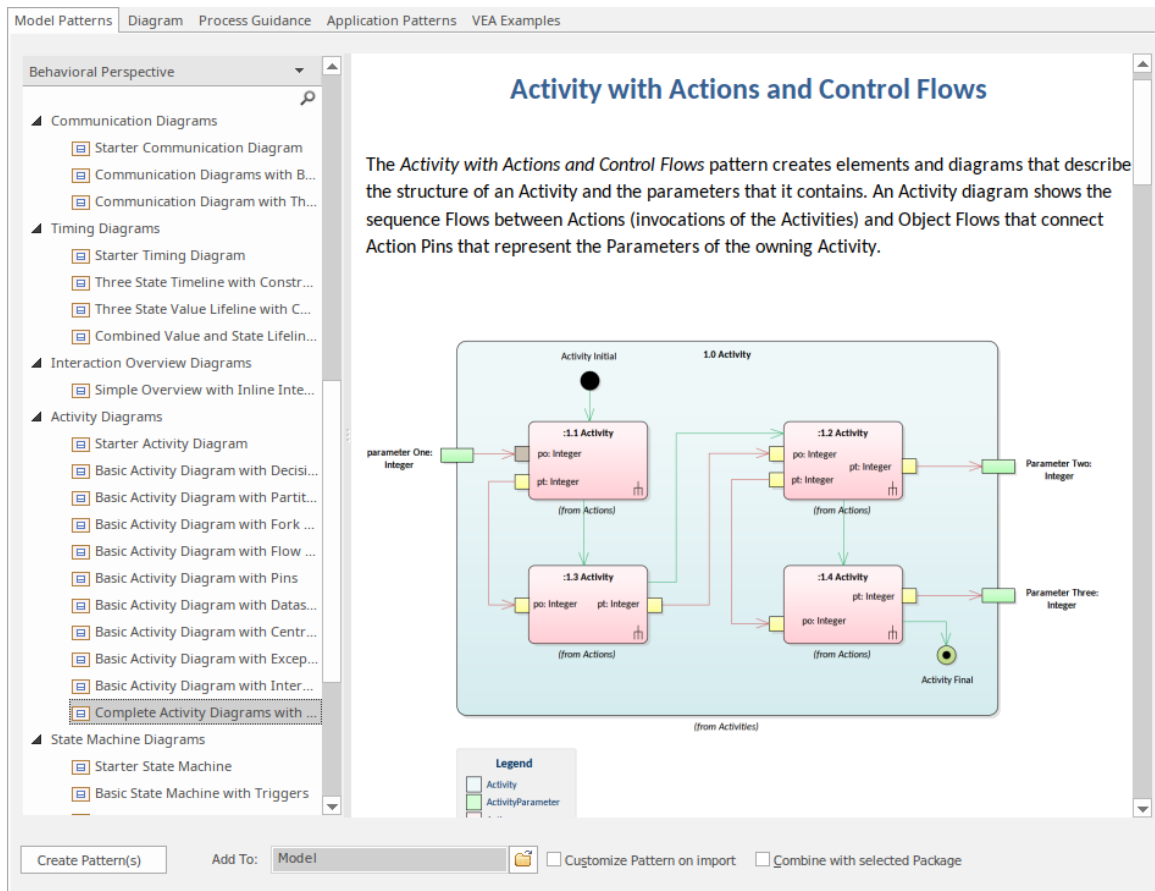 Model Patterns Diagram Process Guidance Application Patterns VEA Examples
Behavioral Perspective
Communication Diagrams
Starter Communication Diagram
Communication Diagrams with B...
Communication Diagram with Th...
Timing Diagrams
Starter Timing Diagram
Three State Timeline with Constr...
Three State Value Lifeline with C...
Combined Value and State Lifelin...
Interaction Overview Diagrams
Simple Overview with Inline Inte...
Activity Diagrams
Starter Activity Diagram
Basic Activity Diagram with Decisi...
Basic Activity Diagram with Partit...
Basic Activity Diagram with Fork ...
Basic Activity Diagram with Flow ...
Basic Activity Diagram with Pins
Basic Activity Diagram with Datas...
Basic Activity Diagram with Centr...
Basic Activity Diagram with Excep...
Basic Activity Diagram with Inter...
Complete Activity Diagrams with ...
State Machine Diagrams
Starter State Machine
Basic State Machine with Triggers
Activity with Actions and Control Flows
The Activity with Actions and Control Flows pattern creates elements and diagrams that describe
the structure of an Activity and the parameters that it contains. An Activity diagram shows the
sequence Flows between Actions (invocations of the Activities) and Object Flows that connect
Action Pins that represent the Parameters of the owning Activity.
Activity Initial
1.0 Activity
parameter One:
Integer
:1.1 Activity
po: Integer
pt: Integer
(from Actions)
:1.2 Activity
po: Integer
pt: Integer
pt: Integer
(from Actions)
Parameter Two:
Integer
:1.3 Activity
po: Integer pt: Integer
(from Actions)
:1.4 Activity
pt: Integer
po: Integer
(from Actions)
Parameter Three:
Integer
Activity Final
(from Activities)
Legend
Activity
ActivityParameter
Create Pattern(s)
Add To:
Model
Customize Pattern on import
Combine with selected Package